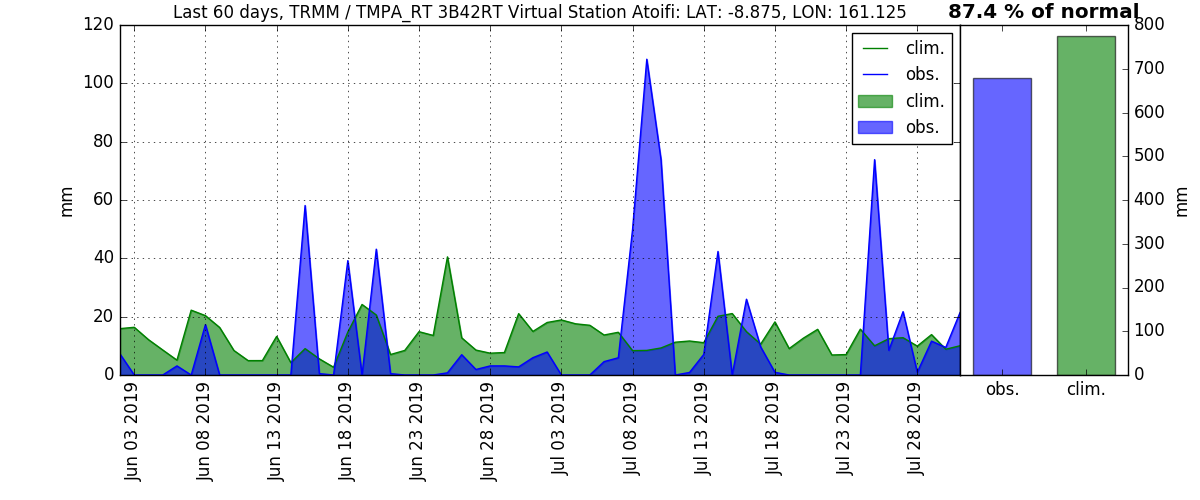 Last 60 days, TRMM / TMPA_RT 3B42RT Virtual Station Atoifi: LAT: -8.875, LON: 161.125
87.4 % of normal
120
100
80
60
40
20
0
mm
clim.
obs.
clim.
obs.
800
700
600
500
400
300
200
100
0
mm
Jun 03 2019
Jun 08 2019
Jun 13 2019
Jun 18 2019
Jun 23 2019
Jun 28 2019
Jul 03 2019
Jul 08 2019
Jul 13 2019
Jul 18 2019
Jul 23 2019
Jul 28 2019
obs.
clim.